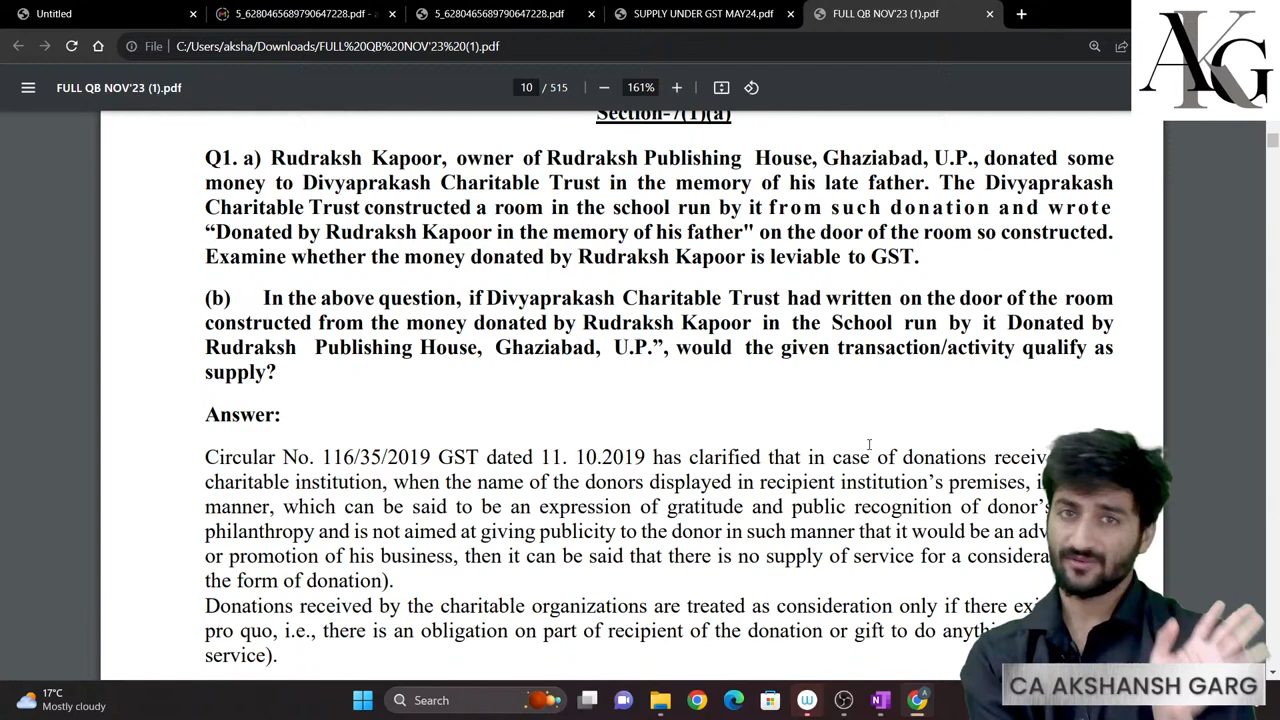 Untitled
5_6280465689790647228.pdf - a
5_6280465689790647228.pdf
SUPPLY UNDER GST MAY24.pdf
FULL QB NOV'23 (1).pdf
File
C:/Users/aksha/Downloads/FULL%20QB%20NOV'23%20(1).pdf
AKG
FULL QB NOV'23 (1).pdf
10 / 515
161%
Section-7(1)(a)
Q1. a) Rudraksh Kapoor, owner of Rudraksh Publishing House, Ghaziabad, U.P., donated some
money to Divyaprakash Charitable Trust in the memory of his late father. The Divyaprakash
Charitable Trust constructed a room in the school run by it from such donation and wrote
“Donated by Rudraksh Kapoor in the memory of his father" on the door of the room so constructed.
Examine whether the money donated by Rudraksh Kapoor is leviable to GST.
(b) In the above question, if Divyaprakash Charitable Trust had written on the door of the room
constructed from the money donated by Rudraksh Kapoor in the School run by it Donated by
Rudraksh Publishing House, Ghaziabad, U.P.”, would the given transaction/activity qualify as
supply?
Answer:
Circular No. 116/35/2019 GST dated 11. 10.2019 has clarified that in case of donations receiv
charitable institution, when the name of the donors displayed in recipient institution’s premises, i
manner, which can be said to be an expression of gratitude and public recognition of donor’s
philanthropy and is not aimed at giving publicity to the donor in such manner that it would be an adv
or promotion of his business, then it can be said that there is no supply of service for a considera
the form of donation).
Donations received by the charitable organizations are treated as consideration only if there exi
pro quo, i.e., there is an obligation on part of recipient of the donation or gift to do anyth
service).
CA AKSHANSH GARG
17°C
Mostly cloudy
Search